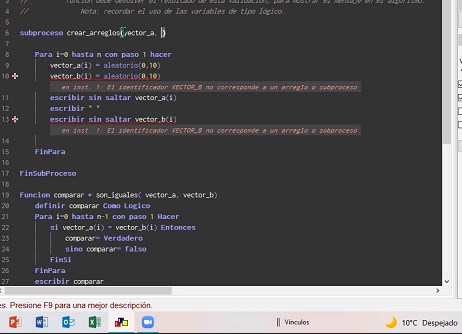 // función debe devolver el resultado de esta validación, para mostrar el mensaje en el algoritmo.
4 // Nota: recordar el uso de las variables de tipo lógico.
5
6 subproceso crear_arreglos(vector_a, )
7
8 Para i=0 hasta n con paso 1 hacer
9 vector_a(i) = aleatorio(0,10)
10 vector_b(i) = aleatorio(0,10)
en inst. 1: El identificador VECTOR_B no corresponde a un arreglo o subproceso
11 escribir sin saltar vector_a(i)
12 escribir " "
13 escribir sin saltar vector_b(i)
en inst. 1: El identificador VECTOR_B no corresponde a un arreglo o subproceso
14
15 FinPara
16
17 FinSubProceso
18
19 Funcion comparar + son_iguales( vector_a, vector_b)
20 definir comparar Como Logico
21 Para i=0 hasta n-1 con paso 1 Hacer
22 si vector_a(i) = vector_b(i) Entonces
23 comparar= Verdadero
24 sino comparar= falso
25 FinSi
26 FinPara
27 escribir comparar
es. Presione F9 para una mejor descripción.
Vínculos
10°C Despejado